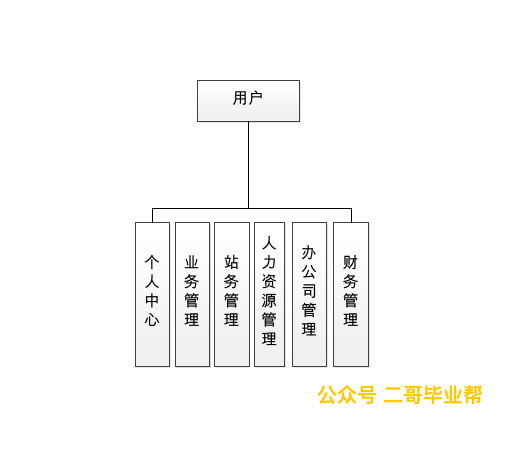 用户
个人中心
业务管理
站务管理
人力资源管理
办公司管理
财务管理
公众号 二哥毕业帮